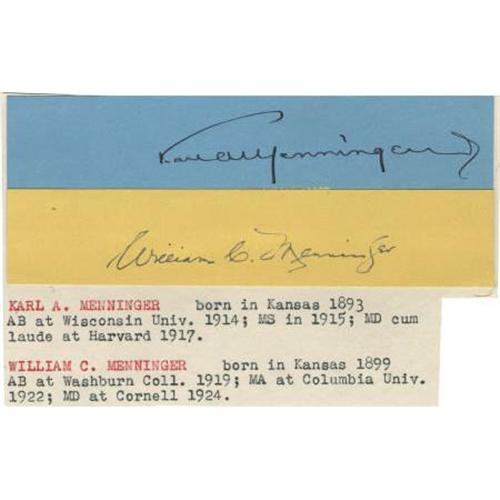 Karl A Menninger MD
William C. Menninger
KARL A. MENNINGER born in Kansas 1893
AB at Wisconsin Univ. 1914; MS in 1915; MD cum
laude at Harvard 1917.
WILLIAM C. MENNINGER born in Kansas 1899
AB at Washburn Coll. 1919; MA at Columbia Univ.
1922; MD at Cornell 1924.